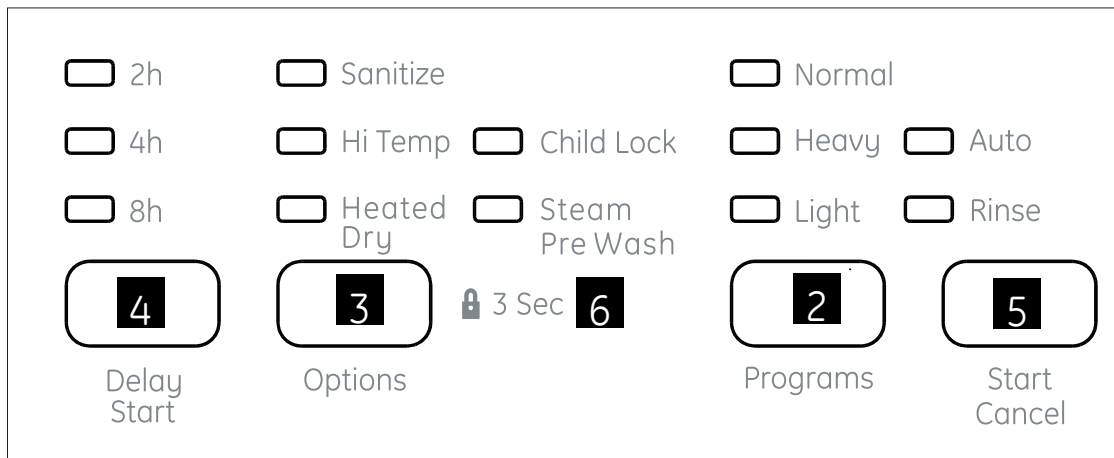 2h Sanitize Normal
4h Hi Temp Child Lock Heavy Auto
8h Heated Dry Steam Pre Wash Light Rinse
4 3 3 Sec 6 2 5
Delay Start Options Programs Start Cancel